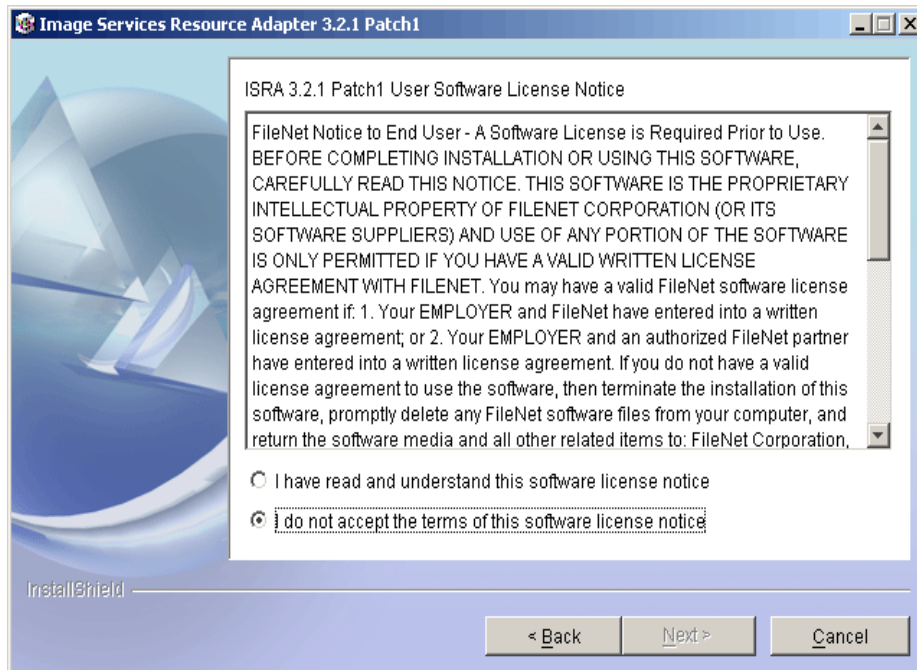 Image Services Resource Adapter 3.2.1 Patch1
ISRA 3.2.1 Patch1 User Software License Notice
FileNet Notice to End User - A Software License is Required Prior to Use.
BEFORE COMPLETING INSTALLATION OR USING THIS SOFTWARE,
CAREFULLY READ THIS NOTICE. THIS SOFTWARE IS THE PROPRIETARY
INTELLECTUAL PROPERTY OF FILENET CORPORATION (OR ITS
SOFTWARE SUPPLIERS) AND USE OF ANY PORTION OF THE SOFTWARE
IS ONLY PERMITTED IF YOU HAVE A VALID WRITTEN LICENSE
AGREEMENT WITH FILENET. You may have a valid FileNet software license
agreement if: 1. Your EMPLOYER and FileNet have entered into a written
license agreement; or 2. Your EMPLOYER and an authorized FileNet partner
have entered into a written license agreement. If you do not have a valid
license agreement to use the software, then terminate the installation of this
software, promptly delete any FileNet software files from your computer, and
return the software media and all other related items to: FileNet Corporation,
I have read and understand this software license notice
I do not accept the terms of this software license notice
InstallShield
< Back
Next >
Cancel